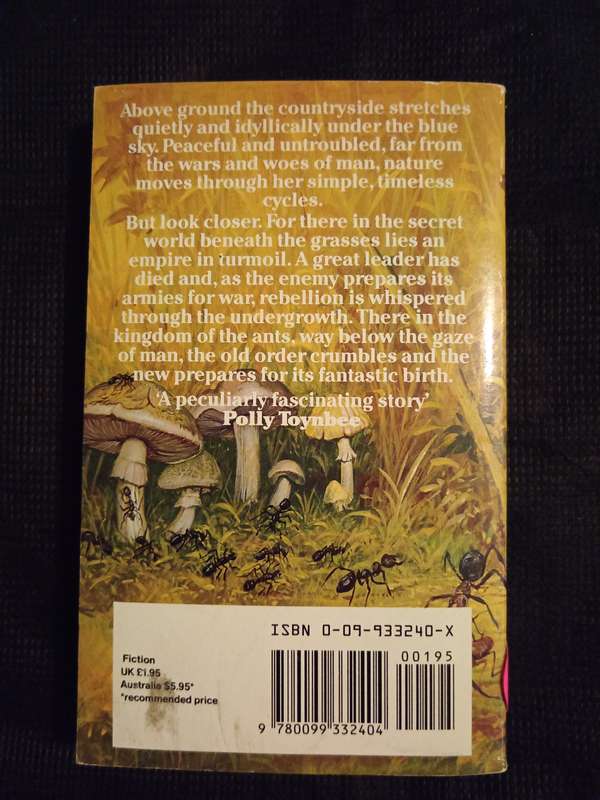 Above ground the countryside stretches
quietly and idyllically under the blue
sky. Peaceful and untroubled, far from
the wars and woes of man, nature
moves through her simple, timeless
cycles.
But look closer. For there in the secret
world beneath the grasses lies an
empire in turmoil. A great leader has
died and, as the enemy prepares its
armies for war, rebellion is whispered
through the undergrowth. There in the
kingdom of the ants, way below the gaze
of man, the old order crumbles and the
new prepares for its fantastic birth.
'A peculiarly fascinating story'
Polly Toynbee
ISBN 0-09-933240-X
Fiction
UK £1.95
Australia $5.95*
*recommended price
00195
9 780099 332404